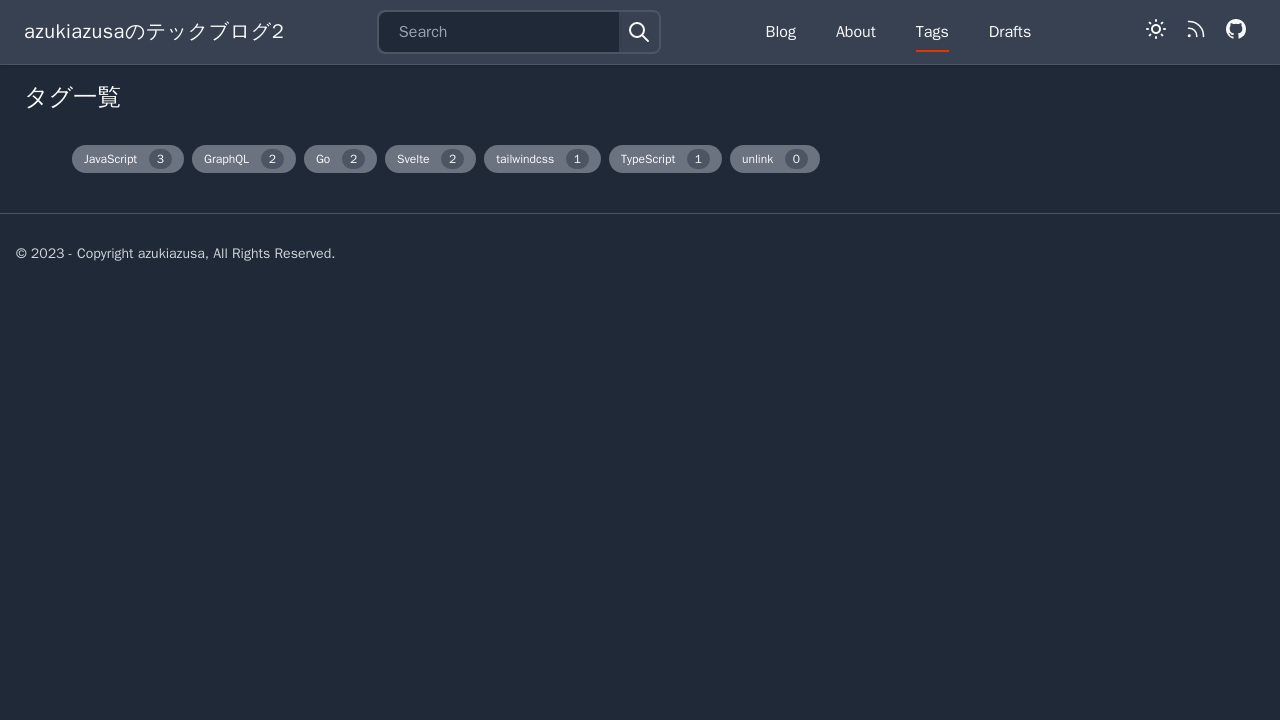 azukiazusaのテックブログ2 Search Blog About Tags Drafts
タグ一覧
JavaScript 3 GraphQL 2 Go 2 Svelte 2 tailwindcss 1 TypeScript 1 unlink 0
© 2023 - Copyright azukiazusa, All Rights Reserved.